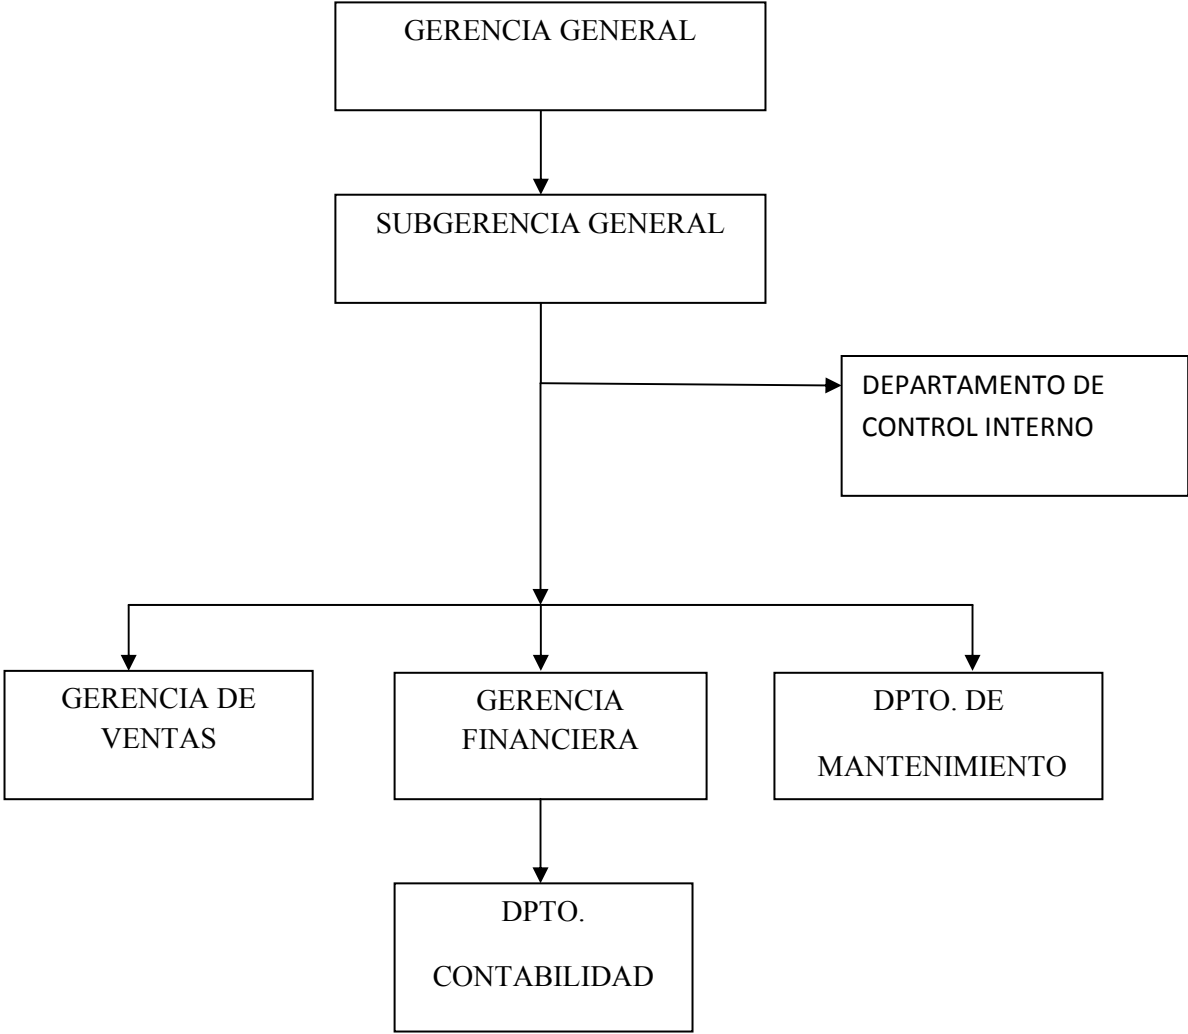 GERENCIA GENERAL
SUBGERENCIA GENERAL
DEPARTAMENTO DE
CONTROL INTERNO
GERENCIA DE
VENTAS
GERENCIA
FINANCIERA
DPTO. DE
MANTENIMIENTO
DPTO.
CONTABILIDAD